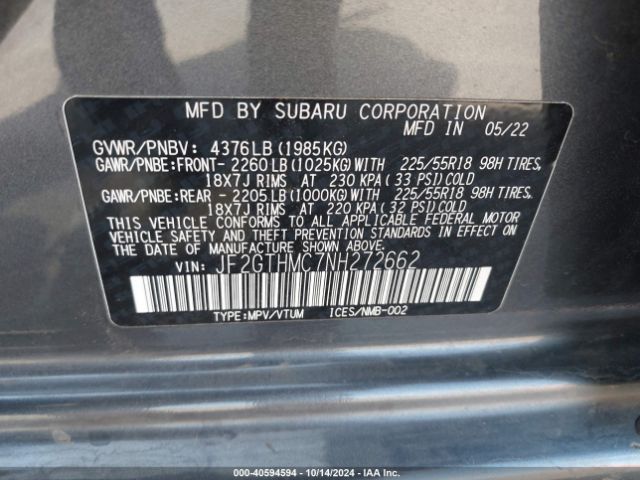 MFD BY SUBARU CORPORATION
MFD IN 05/22
GVWR/PNBV: 4376LB (1985KG)
GAWR/PNBE:FRONT- 2260LB (1025KG) WITH 225/55R18 98H TIRES,
18X7J RIMS AT 230 KPA (33 PSI) COLD
GAWR/PNBE:REAR - 2205LB (1000KG) WITH 225/55R18 98H TIRES,
18X7J RIMS AT 220 KPA (32 PSI) COLD
THIS VEHICLE CONFORMS TO ALL APPLICABLE FEDERAL MOTOR
VEHICLE SAFETY AND THEFT PREVENTION STANDARDS IN EFFECT
ON THE DATE OF MANUFACTURE SHOWN ABOVE.
VIN: JF2GTHMC7NH272662
TYPE:MPV/VTUM ICES/NMB-002
000-40594594 - 10/14/2024 - IAA Inc.